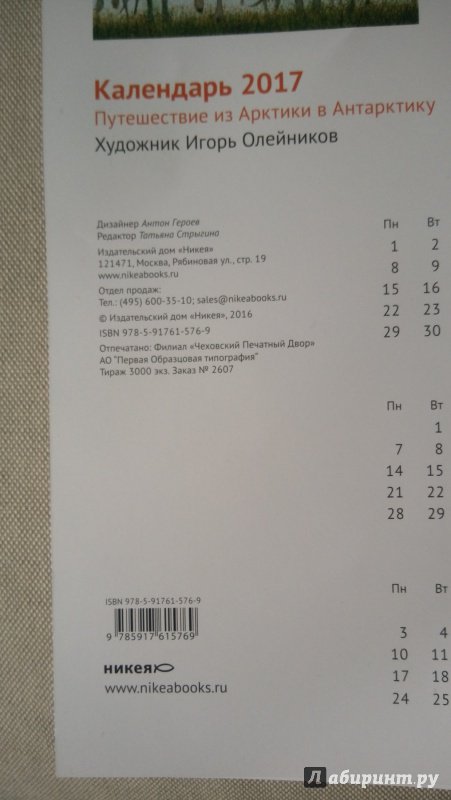 Календарь 2017
Путешествие из Арктики в Антарктику
Художник Игорь Олейников
Дизайнер Антон Героев
Редактор Татьяна Стрыгина
Издательский дом «Никея»
121471, Москва, Рябиновая ул., стр. 19
www.nikeabooks.ru
Отдел продаж:
Тел.: (495) 600-35-10; sales@nikeabooks.ru
© Издательский дом «Никея», 2016
ISBN 978-5-91761-576-9
Отпечатано: Филиал «Чеховский Печатный Двор»
АО "Первая Образцовая типография"
Тираж 3000 экз. Заказ № 2607
Пн Вт
1 2
8 9
15 16
22 23
29 30
Пн Вт
1
7 8
14 15
21 22
28 29
Пн Вт
3 4
10 11
17 18
24 25
ISBN 978-5-91761-576-9
9 785917 615769
никея
www.nikeabooks.ru
Лабиринт.ру